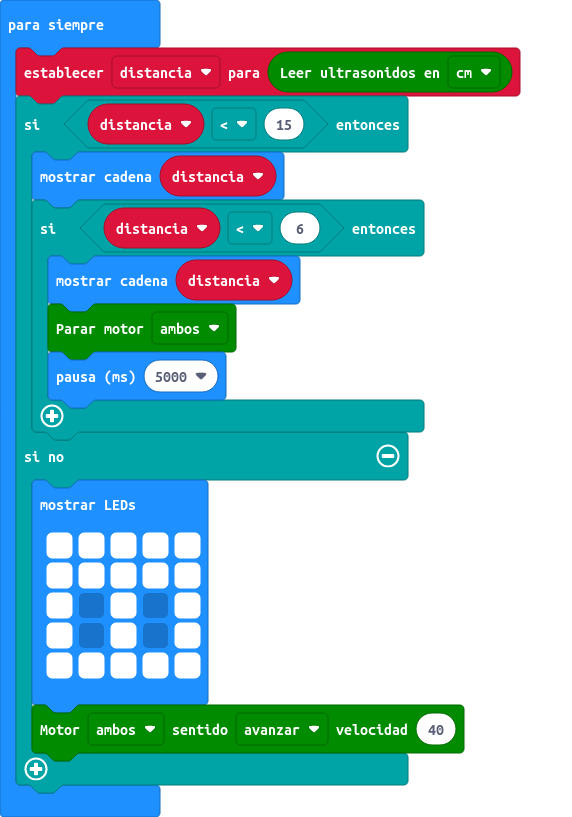 para siempre
establecer distancia para Leer ultrasonidos en cm
si distancia < 15 entonces
mostrar cadena distancia
si distancia < 6 entonces
mostrar cadena distancia
Parar motor ambos
pausa (ms) 5000
si no
mostrar LEDs
Motor ambos sentido avanzar velocidad 40